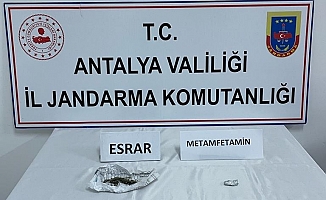 T.C.
ANTALYA VALİLİĞİ
İL JANDARMA KOMUTANLIĞI
ESRAR
METAMFETAMİN